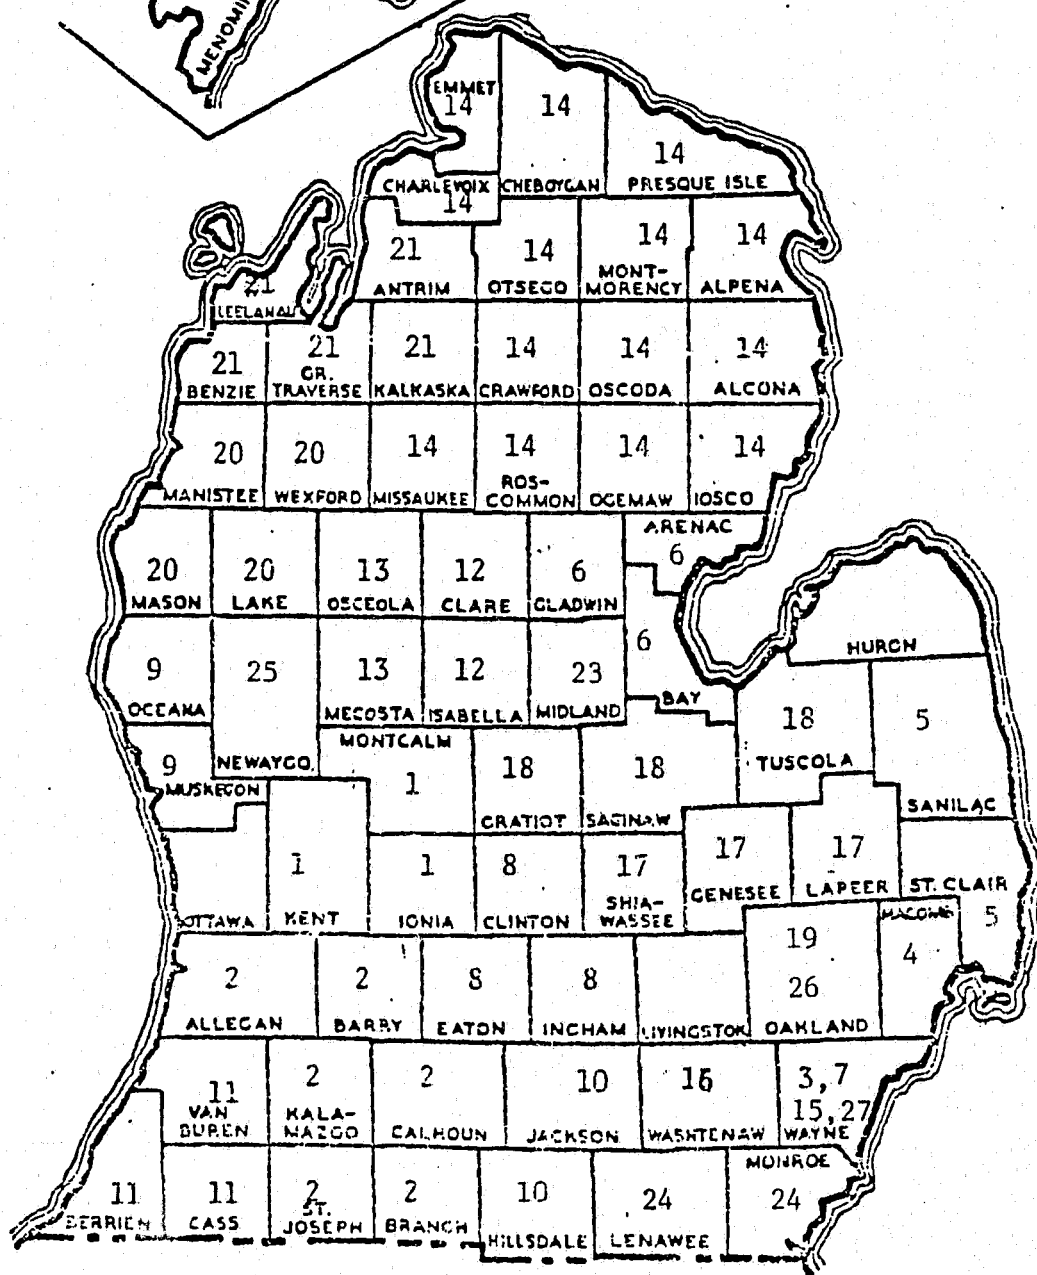 MENOMI
EMMET
14
14
14
CHARLEVOIX
CHEBOYGAN
PRESQUE ISLE
14
21
14
14
14
ANTRIM
OTSEGO
MONT-
MORENCY
ALPENA
21
LEELANAU
21
21
21
14
14
14
BENZIE
GR.
TRAVERSE
KALKASKA
CRAWFORD
OSCODA
ALCONA
20
20
14
14
14
14
MANISTEE
WEXFORD
MISSAUKEE
ROS-
COMMON
OGEMAW
IOSCO
ARENAC
6
20
20
13
12
6
MASON
LAKE
OSCEOLA
CLARE
GLADWIN
6
BAY
HURON
9
25
13
12
23
OCEANA
NEWAYGO
MECOSTA
ISABELLA
MIDLAND
18
5
TUSCOLA
SANILAC
9
MUSKEGON
MONTCALM
1
18
18
GRATIOT
SAGINAW
OTTAWA
1
KENT
1
IONIA
8
CLINTON
17
SHIA-
WASSEE
17
GENESEE
17
LAPEER
ST. CLAIR
5
2
2
8
8
19
26
MACOMB
4
ALLEGAN
BARRY
EATON
INGHAM
LIVINGSTON
OAKLAND
11
VAN
BUREN
2
KALA-
MAZOO
2
CALHOUN
10
JACKSON
16
WASHTENAW
3,7
15,27
WAYNE
11
BERRIEN
11
CASS
2
ST.
JOSEPH
2
BRANCH
10
HILLSDALE
24
LENAWEE
MONROE
24